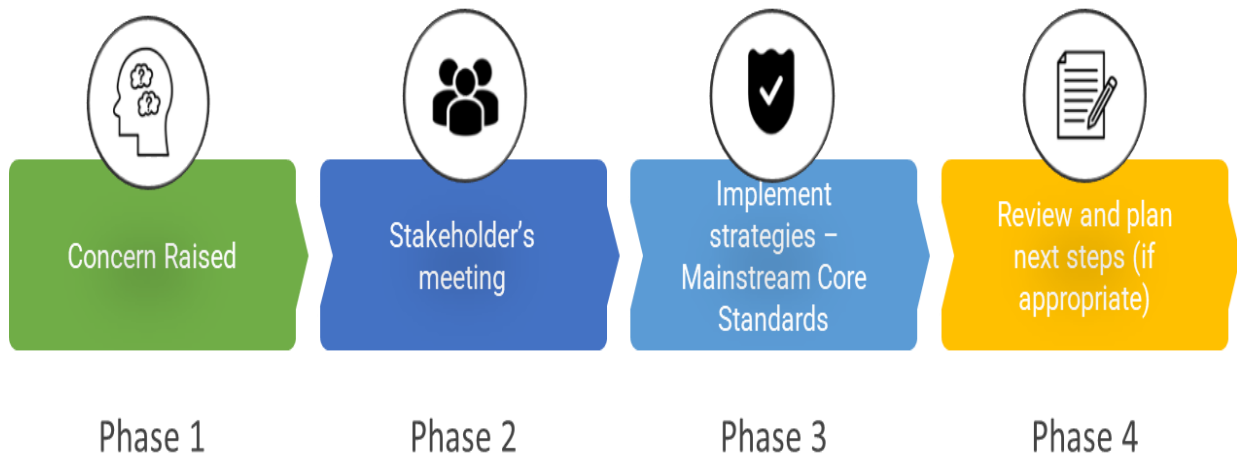 Concern Raised
Stakeholder’s
meeting
Implement
strategies –
Mainstream Core
Standards
Review and plan
next steps (if
appropriate)
Phase 1
Phase 2
Phase 3
Phase 4